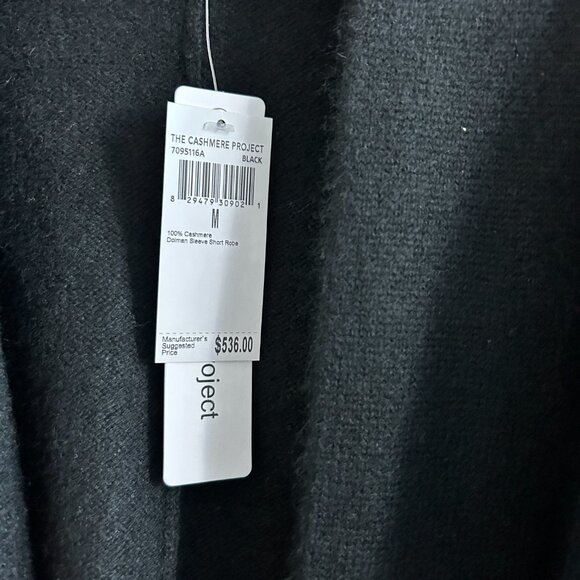 THE CASHMERE PROJECT
7095116A BLACK
8 29479 30902 1
M
100% Cashmere
Dolman Sleeve Short Robe
Manufacturer's
Suggested
Price
$536.00
roject